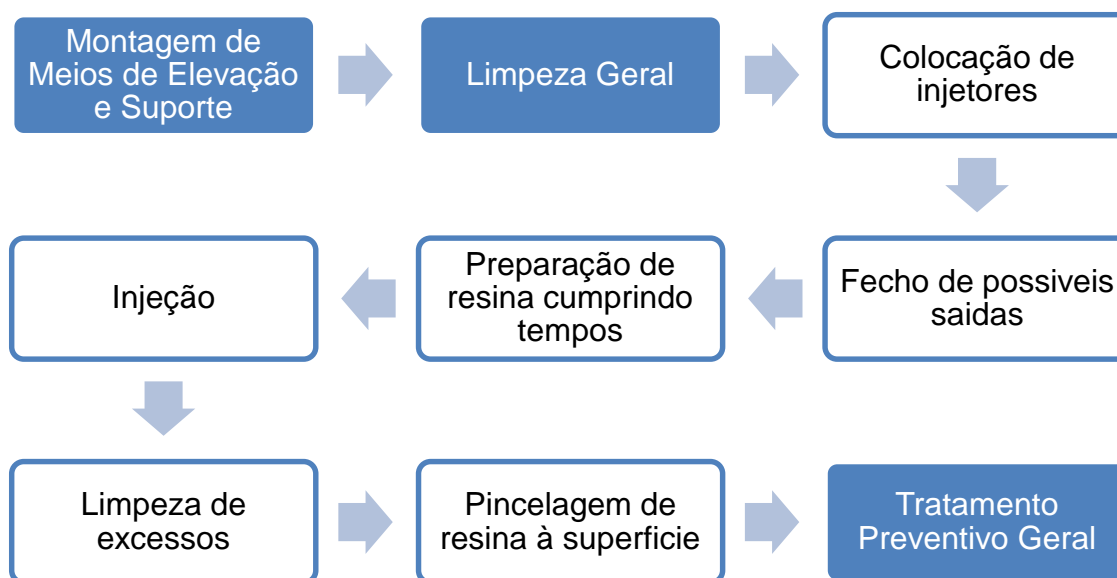 Montagem de
Meios de Elevação
e Suporte
Limpeza Geral
Colocação de
injetores
Fecho de possiveis
saidas
Preparação de
resina cumprindo
tempos
Injeção
Limpeza de
excessos
Pincelagem de
resina à superficie
Tratamento
Preventivo Geral